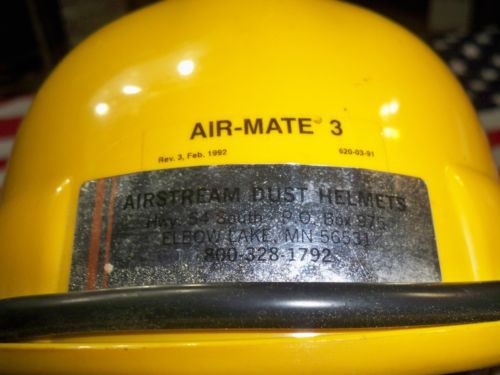 AIR-MATE® 3
Rev. 3, Feb. 1992 620-03-91
AIRSTREAM DUST HELMETS
Hwy. 54 South P.O. Box 975
ELBOW LAKE, MN 56531
800-328-1792